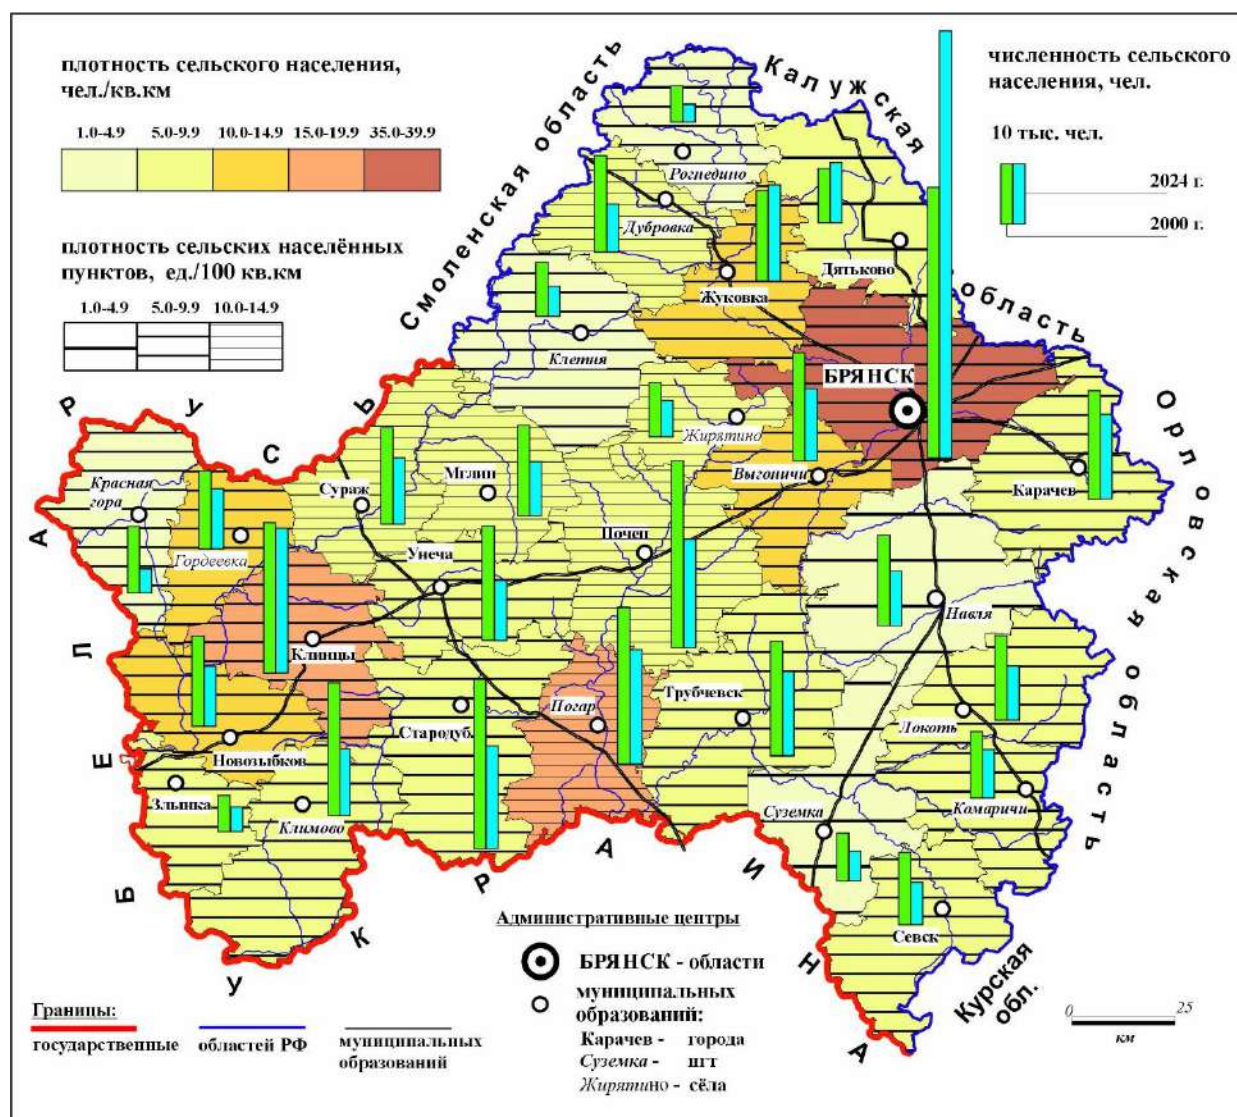 плотность сельского населения,
чел./кв.км
1.0-4.9 5.0-9.9 10.0-14.9 15.0-19.9 35.0-39.9
плотность сельских населённых
пунктов, ед./100 кв.км
1.0-4.9 5.0-9.9 10.0-14.9
численность сельского
населения, чел.
10 тыс. чел.
2024 г.
2000 г.
Смоленская область
Калужская
область
Орловская область
Курская
обл.
БЕЛАРУСЬ
УКРАИНА
Рогнедино
Дубровка
Дятьково
Жуковка
Клетня
БРЯНСК
Жирятино
Выгоничи
Карачев
Красная
гора
Сураж
Мглин
Гордеевка
Унеча
Почеп
Навля
Клинцы
Трубчевск
Погар
Стародуб
Локоть
Новозыбков
Злынка
Климово
Суземка
Комаричи
Севск
Административные центры
БРЯНСК - области
муниципальных
образований:
Карачев - города
Суземка - пгт
Жирятино - сёла
Границы:
государственные
областей РФ
муниципальных
образований
0 25
км